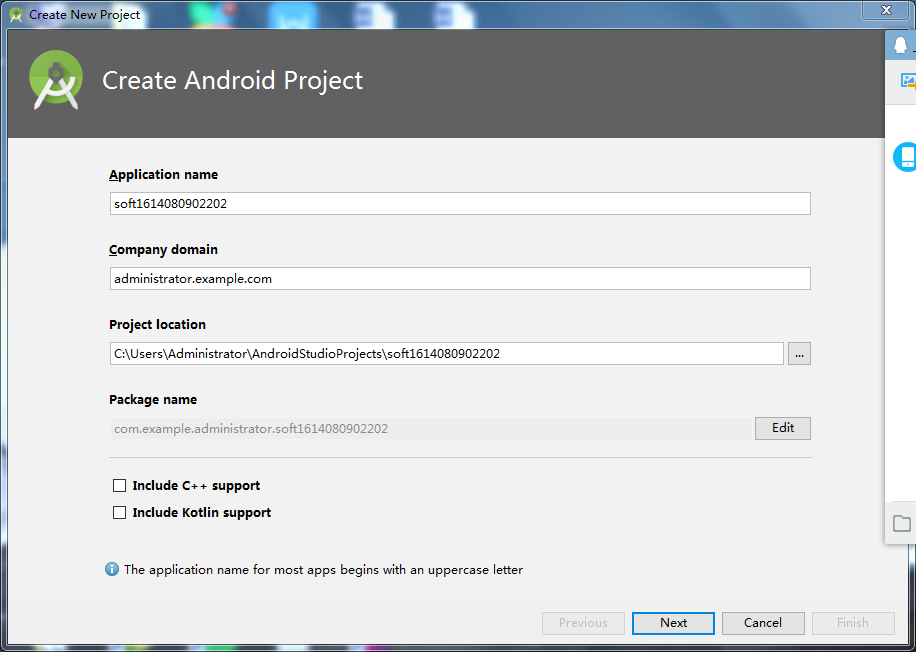 Create New Project
Create Android Project
Application name
soft1614080902202
Company domain
administrator.example.com
Project location
C:\Users\Administrator\AndroidStudioProjects\soft1614080902202
...
Package name
com.example.administrator.soft1614080902202
Edit
Include C++ support
Include Kotlin support
The application name for most apps begins with an uppercase letter
Previous
Next
Cancel
Finish